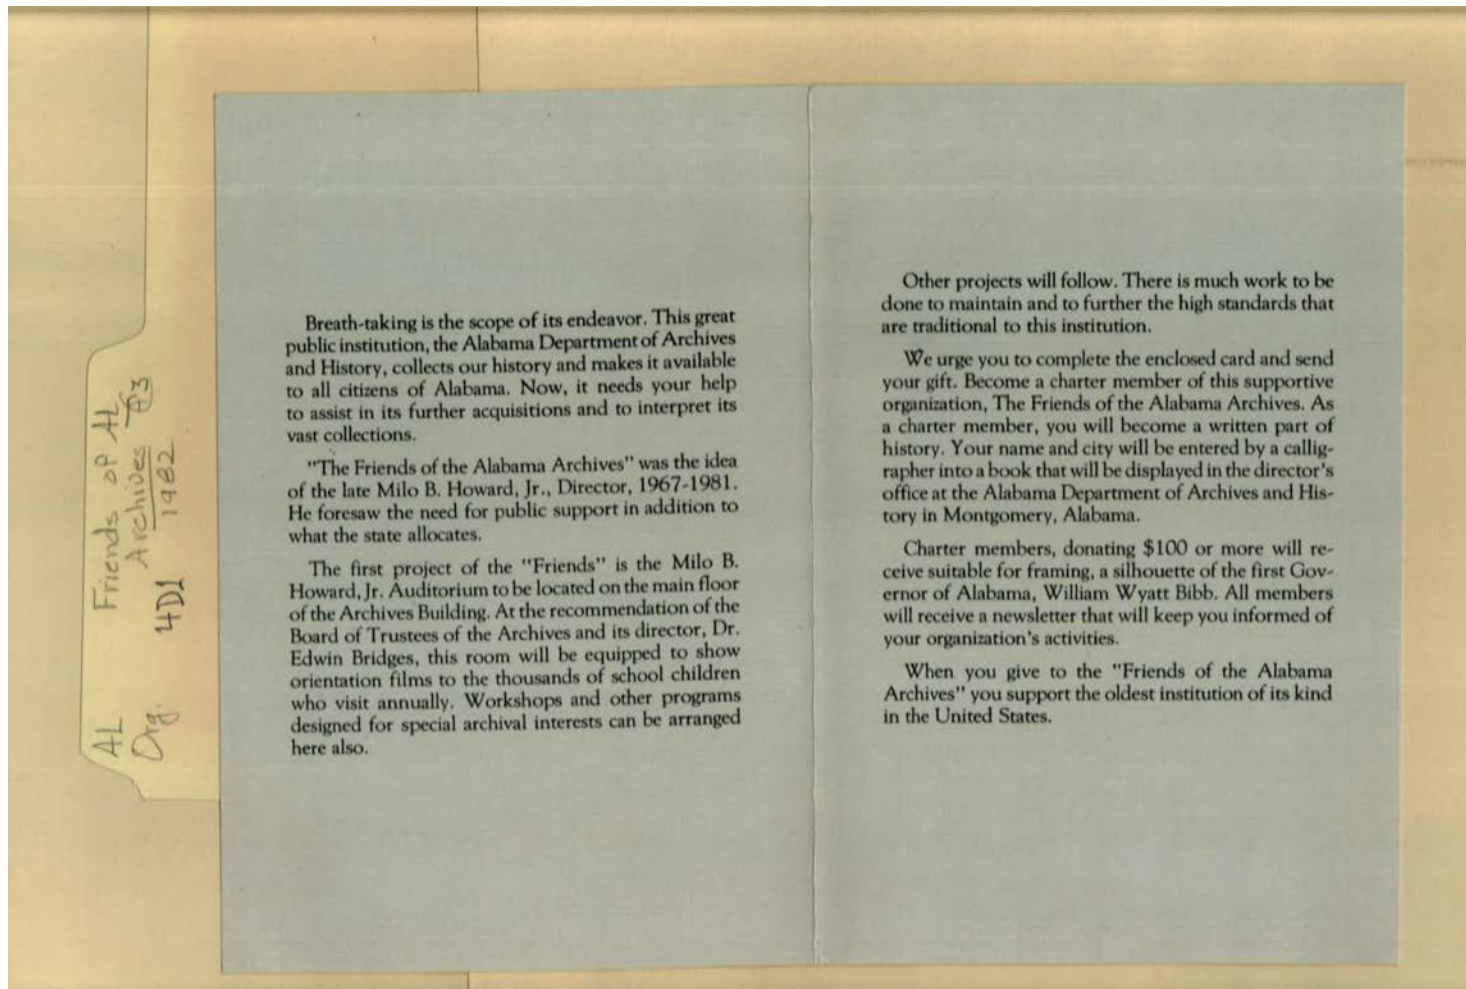 AL Friends of AL
Org. Archives
4D1 1982
Breath-taking is the scope of its endeavor. This great
public institution, the Alabama Department of Archives
and History, collects our history and makes it available
to all citizens of Alabama. Now, it needs your help
to assist in its further acquisitions and to interpret its
vast collections.
"The Friends of the Alabama Archives" was the idea
of the late Milo B. Howard, Jr., Director, 1967-1981.
He foresaw the need for public support in addition to
what the state allocates.
The first project of the "Friends" is the Milo B.
Howard, Jr. Auditorium to be located on the main floor
of the Archives Building. At the recommendation of the
Board of Trustees of the Archives and its director, Dr.
Edwin Bridges, this room will be equipped to show
orientation films to the thousands of school children
who visit annually. Workshops and other programs
designed for special archival interests can be arranged
here also.
Other projects will follow. There is much work to be
done to maintain and to further the high standards that
are traditional to this institution.
We urge you to complete the enclosed card and send
your gift. Become a charter member of this supportive
organization, The Friends of the Alabama Archives. As
a charter member, you will become a written part of
history. Your name and city will be entered by a callig-
rapher into a book that will be displayed in the director's
office at the Alabama Department of Archives and His-
tory in Montgomery, Alabama.
Charter members, donating $100 or more will re-
ceive suitable for framing, a silhouette of the first Gov-
ernor of Alabama, William Wyatt Bibb. All members
will receive a newsletter that will keep you informed of
your organization's activities.
When you give to the "Friends of the Alabama
Archives" you support the oldest institution of its kind
in the United States.